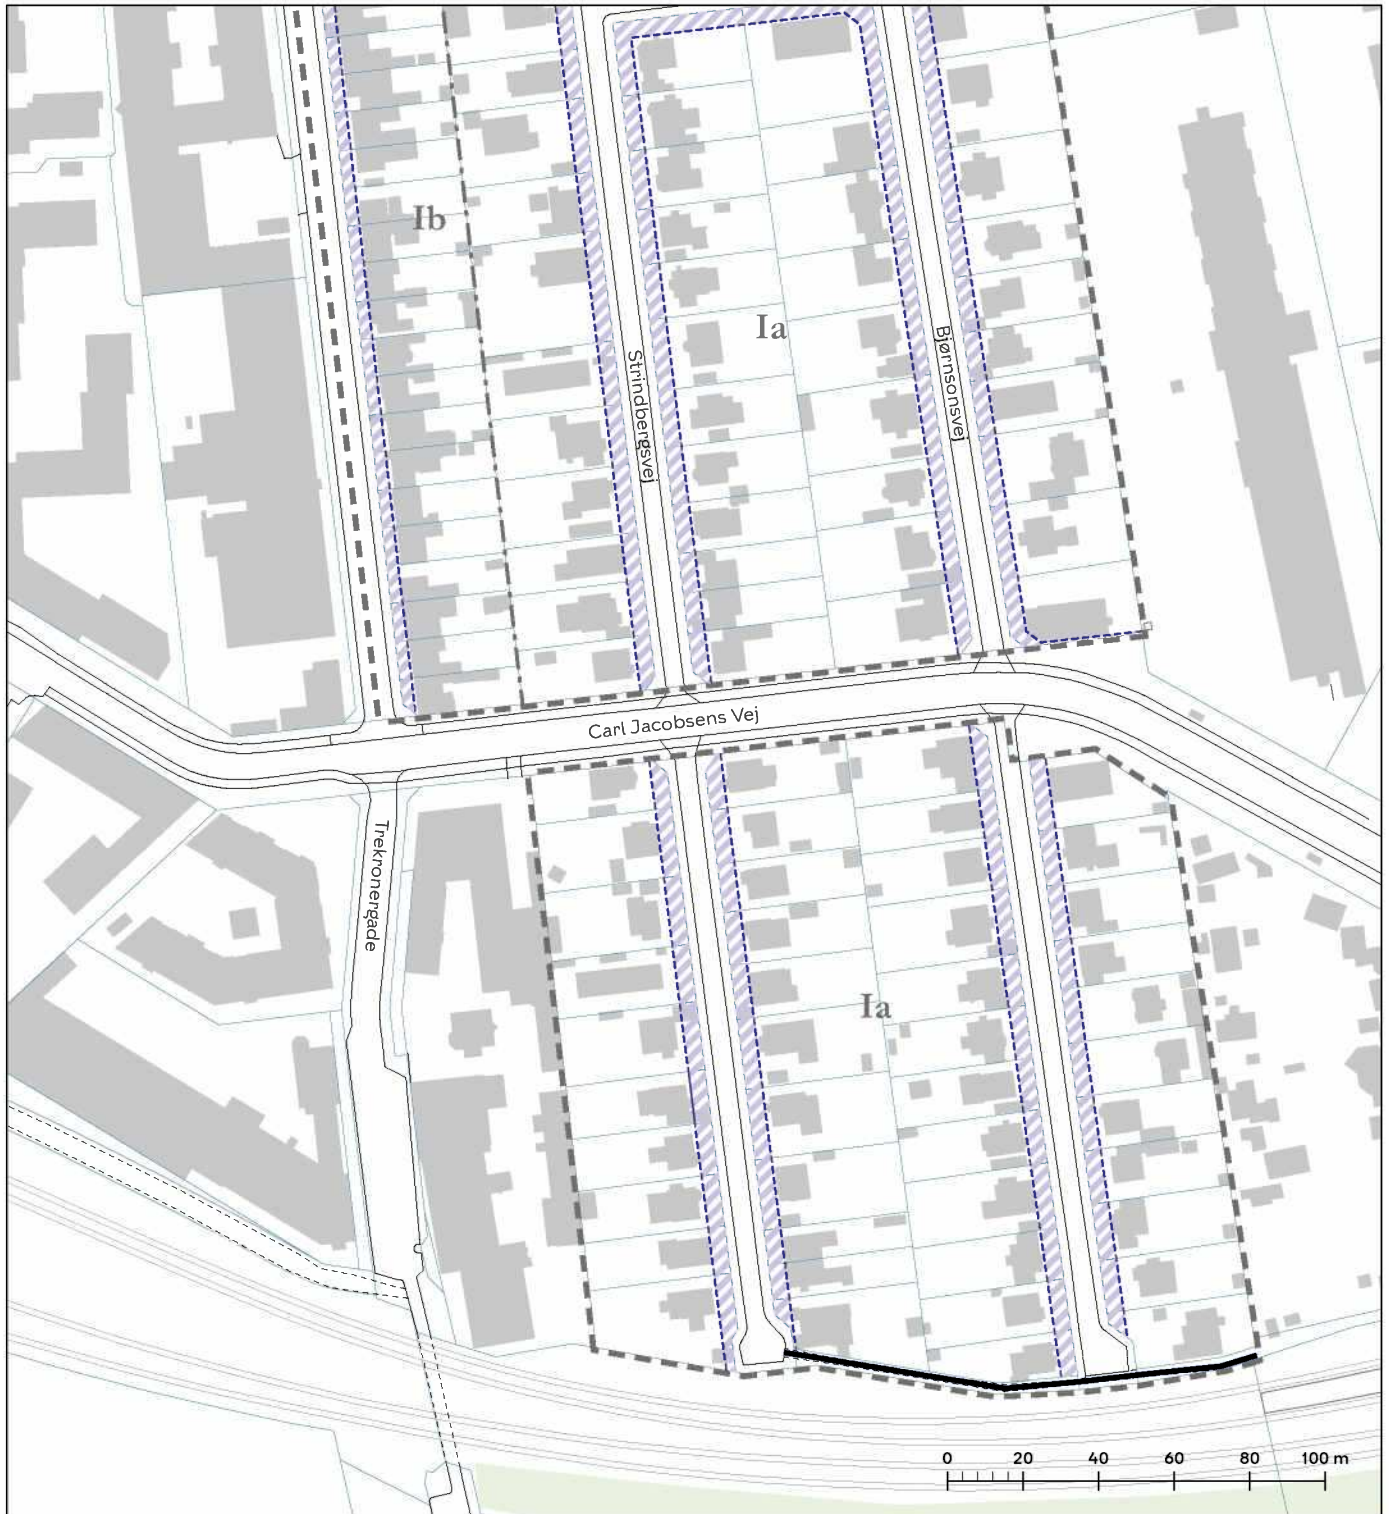 Ib
Ia
Strindbergsvej
Bjørnsonsvej
Carl Jacobsens Vej
Trekronergade
Ia
0 20 40 60 80 100 m